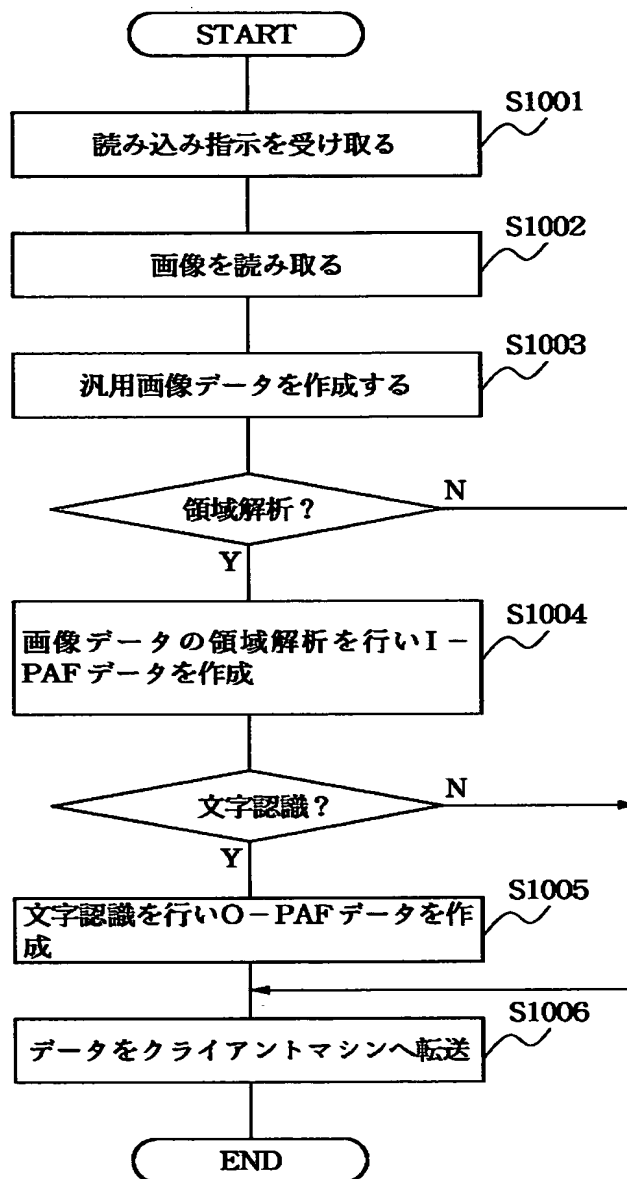 START
S1001
読み込み指示を受け取る
S1002
画像を読み取る
S1003
汎用画像データを作成する
領域解析？
N
Y
S1004
画像データの領域解析を行いI－
PAFデータを作成
文字認識？
N
Y
S1005
文字認識を行いO－PAFデータを作
成
S1006
データをクライアントマシンへ転送
END